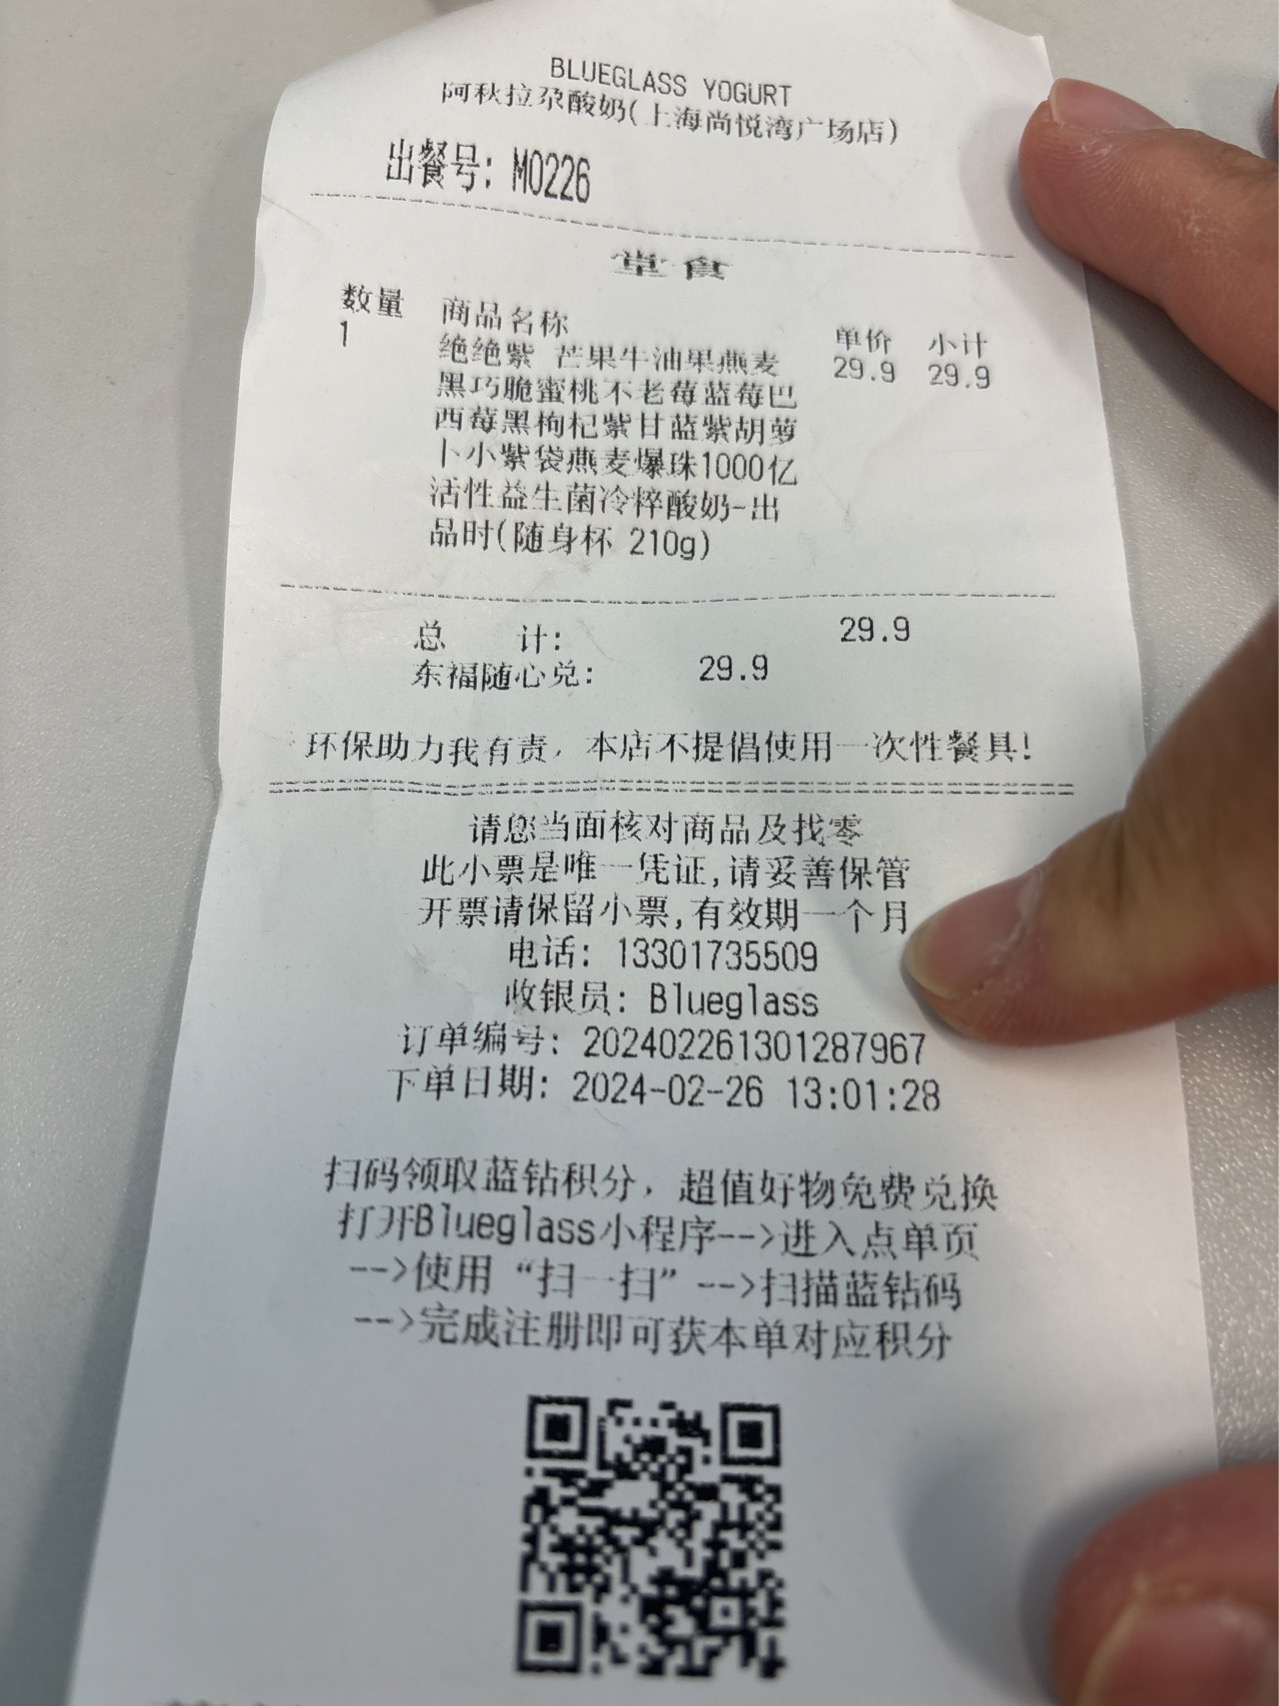 BLUEGLASS YOGURT
阿秋拉尕酸奶(上海尚悦湾广场店)
出餐号: M0226
堂食
数量 商品名称 单价 小计
1 绝绝紫 芒果牛油果燕麦 29.9 29.9
黑巧脆蜜桃不老莓蓝莓巴
西莓黑枸杞紫甘蓝紫胡萝
卜小紫袋燕麦爆珠1000亿
活性益生菌冷粹酸奶-出
品时(随身杯 210g)
总 计: 29.9
东福随心兑: 29.9
环保助力我有责, 本店不提倡使用一次性餐具!
请您当面核对商品及找零
此小票是唯一凭证,请妥善保管
开票请保留小票,有效期一个月
电话: 13301735509
收银员: Blueglass
订单编号: 202402261301287967
下单日期: 2024-02-26 13:01:28
扫码领取蓝钻积分, 超值好物免费兑换
打开Blueglass小程序-->进入点单页
-->使用“扫一扫”-->扫描蓝钻码
-->完成注册即可获本单对应积分